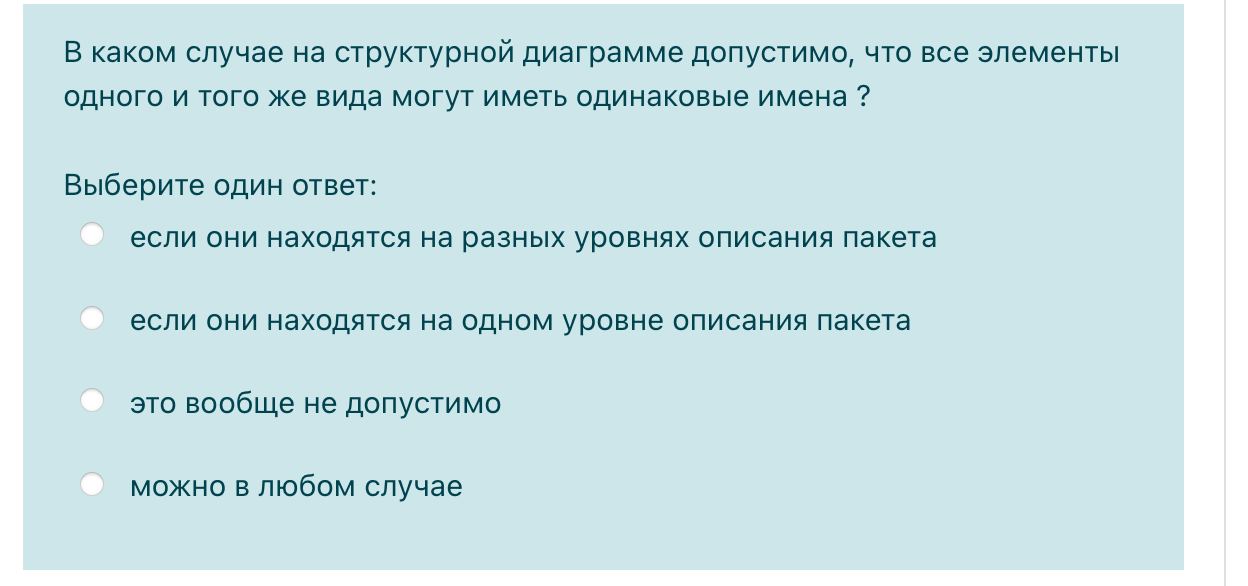 В каком случае на структурной диаграмме допустимо, что все элементы
одного и того же вида могут иметь одинаковые имена ?
Выберите один ответ:
если они находятся на разных уровнях описания пакета
если они находятся на одном уровне описания пакета
это вообще не допустимо
можно в любом случае